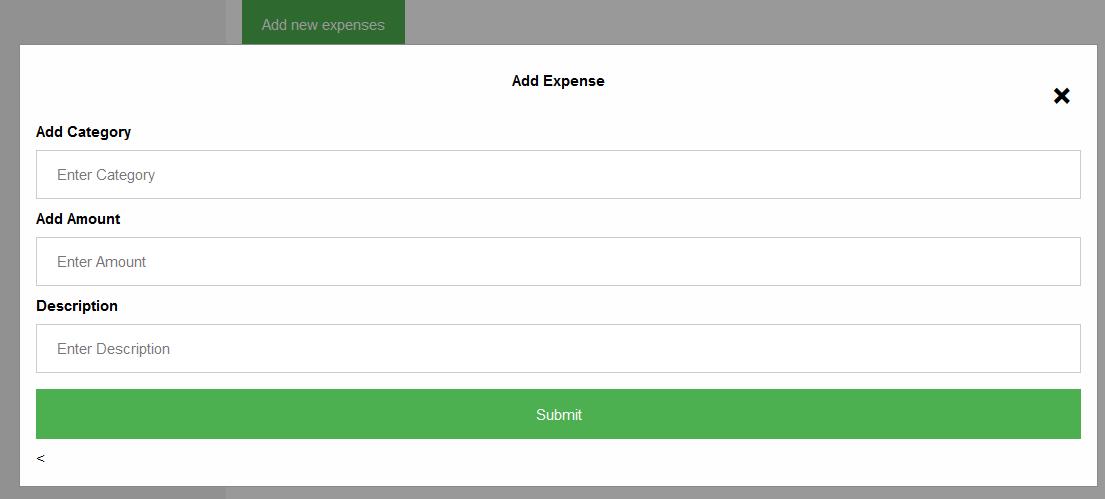 Add new expenses
Add Expense
×
Add Category
Enter Category
Add Amount
Enter Amount
Description
Enter Description
Submit
<